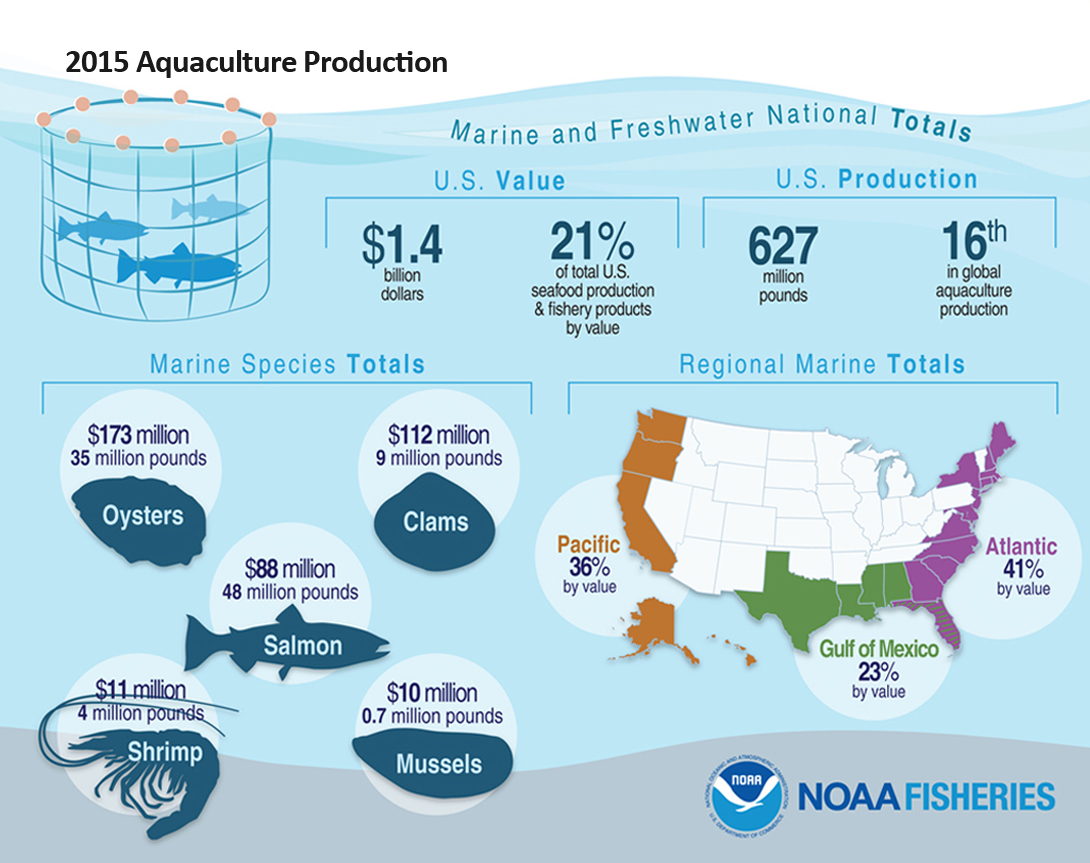 2015 Aquaculture Production
Marine and Freshwater National Totals
U.S. Value
$1.4
billion
dollars
21%
of total U.S.
seafood production
& fishery products
by value
U.S. Production
627
million
pounds
16th
in global
aquaculture
production
Marine Species Totals
$173 million
35 million pounds
Oysters
$112 million
9 million pounds
Clams
$88 million
48 million pounds
Salmon
$11 million
4 million pounds
Shrimp
$10 million
0.7 million pounds
Mussels
Regional Marine Totals
Pacific
36%
by value
Atlantic
41%
by value
Gulf of Mexico
23%
by value
NATIONAL OCEANIC AND ATMOSPHERIC ADMINISTRATION
NOAA
U.S. DEPARTMENT OF COMMERCE
NOAA FISHERIES